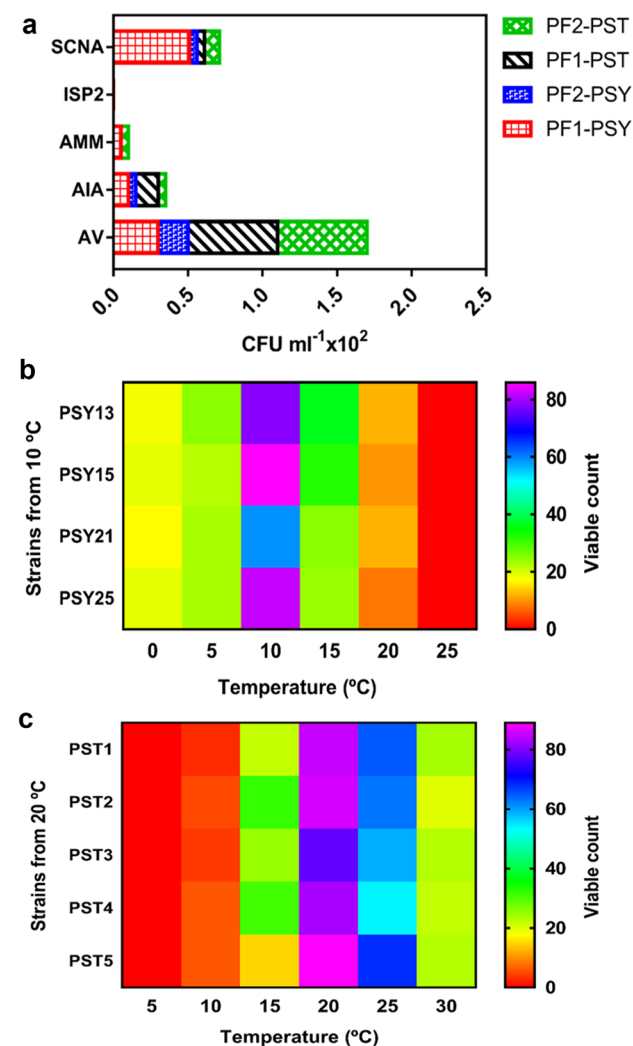 a
SCNA
ISP2
AMM
AIA
AV
0.0 0.5 1.0 1.5 2.0 2.5
CFU ml⁻¹x10²
PF2-PST
PF1-PST
PF2-PSY
PF1-PSY
b
Strains from 10 ºC
PSY13
PSY15
PSY21
PSY25
0 5 10 15 20 25
Temperature (ºC)
80
60
40
20
0
Viable count
c
Strains from 20 ºC
PST1
PST2
PST3
PST4
PST5
5 10 15 20 25 30
Temperature (ºC)
80
60
40
20
0
Viable count